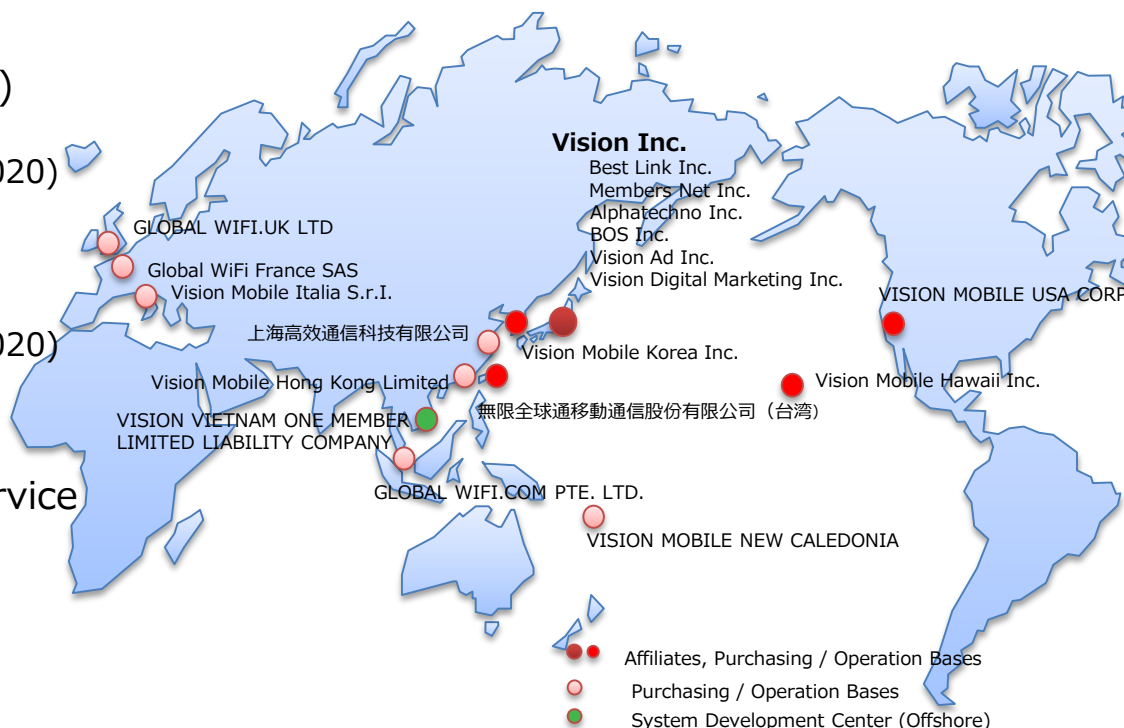 )
020)
Vision Inc.
Best Link Inc.
Members Net Inc.
Alphatechno Inc.
BOS Inc.
Vision Ad Inc.
Vision Digital Marketing Inc.
GLOBAL WIFI.UK LTD
Global WiFi France SAS
Vision Mobile Italia S.r.I.
VISION MOBILE USA CORP
上海高效通信科技有限公司
020)
Vision Mobile Korea Inc.
Vision Mobile Hong Kong Limited
Vision Mobile Hawaii Inc.
無限全球通移動通信股份有限公司（台湾)
VISION VIETNAM ONE MEMBER
LIMITED LIABILITY COMPANY
rvice
GLOBAL WIFI.COM PTE. LTD.
VISION MOBILE NEW CALEDONIA
Affiliates, Purchasing / Operation Bases
Purchasing / Operation Bases
System Development Center (Offshore)